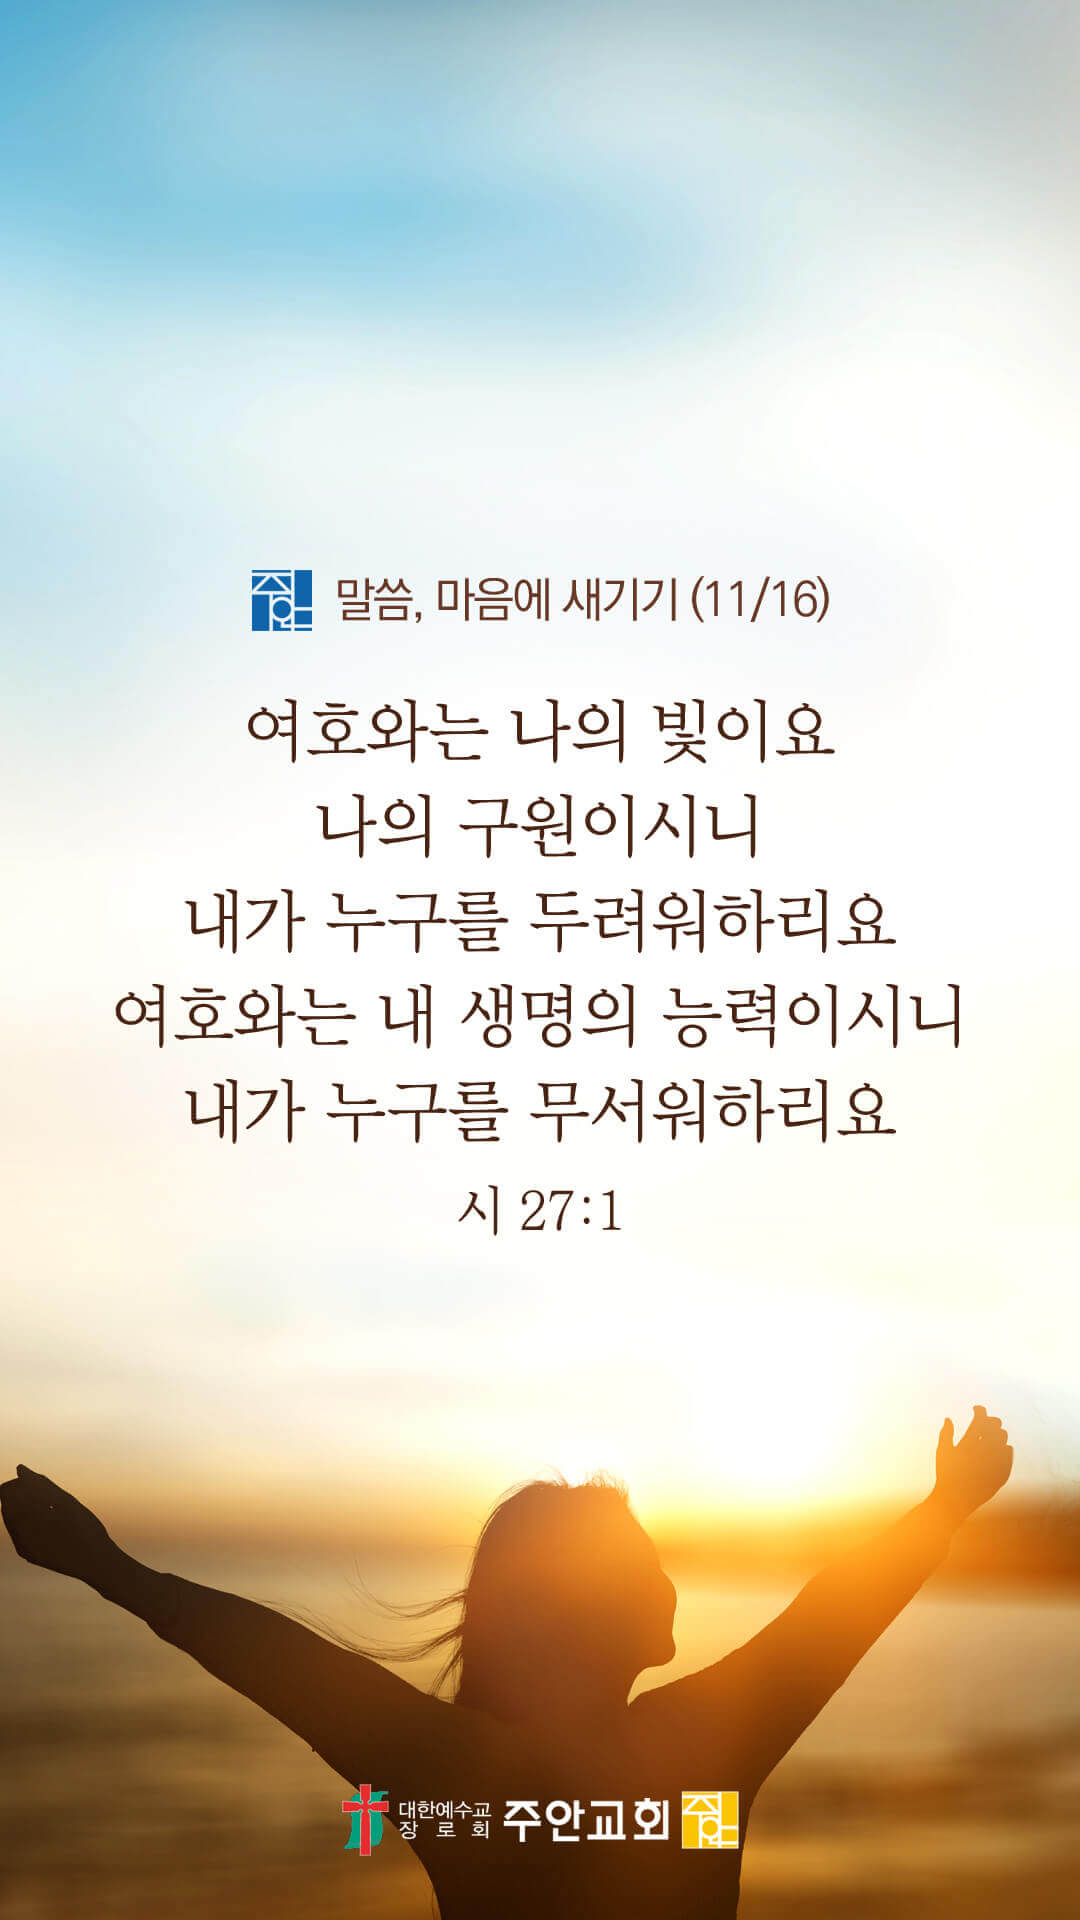 주안 말씀, 마음에 새기기 (11/16)
여호와는 나의 빛이요
나의 구원이시니
내가 누구를 두려워하리요
여호와는 내 생명의 능력이시니
내가 누구를 무서워하리요
시 27:1
대한예수교
장로회
주안교회 주안